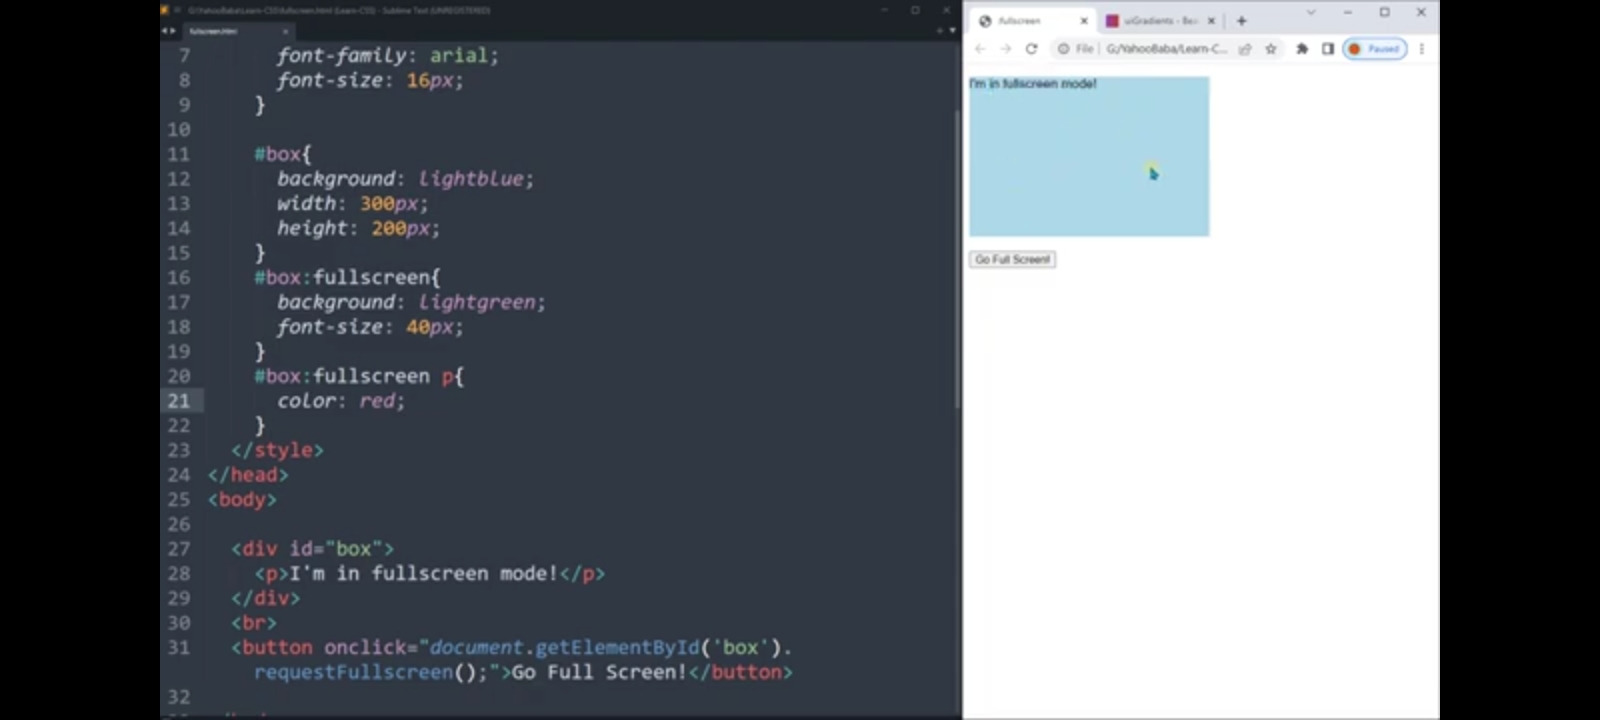 G:\YahooBaba\Learn-CSS\fullscreen.html (Learn-CSS) - Sublime Text (UNREGISTERED)
fullscreen.html
7 font-family: arial;
8 font-size: 16px;
9 }
10
11 #box{
12 background: lightblue;
13 width: 300px;
14 height: 200px;
15 }
16 #box:fullscreen{
17 background: lightgreen;
18 font-size: 40px;
19 }
20 #box:fullscreen p{
21 color: red;
22 }
23 </style>
24 </head>
25 <body>
26
27 <div id="box">
28 <p>I'm in fullscreen mode!</p>
29 </div>
30 <br>
31 <button onclick="document.getElementById('box').
requestFullscreen();">Go Full Screen!</button>
32
:fullscreen
uiGradients - Be
File G:/YahooBaba/Learn-C... Paused
I'm in fullscreen mode!
Go Full Screen!